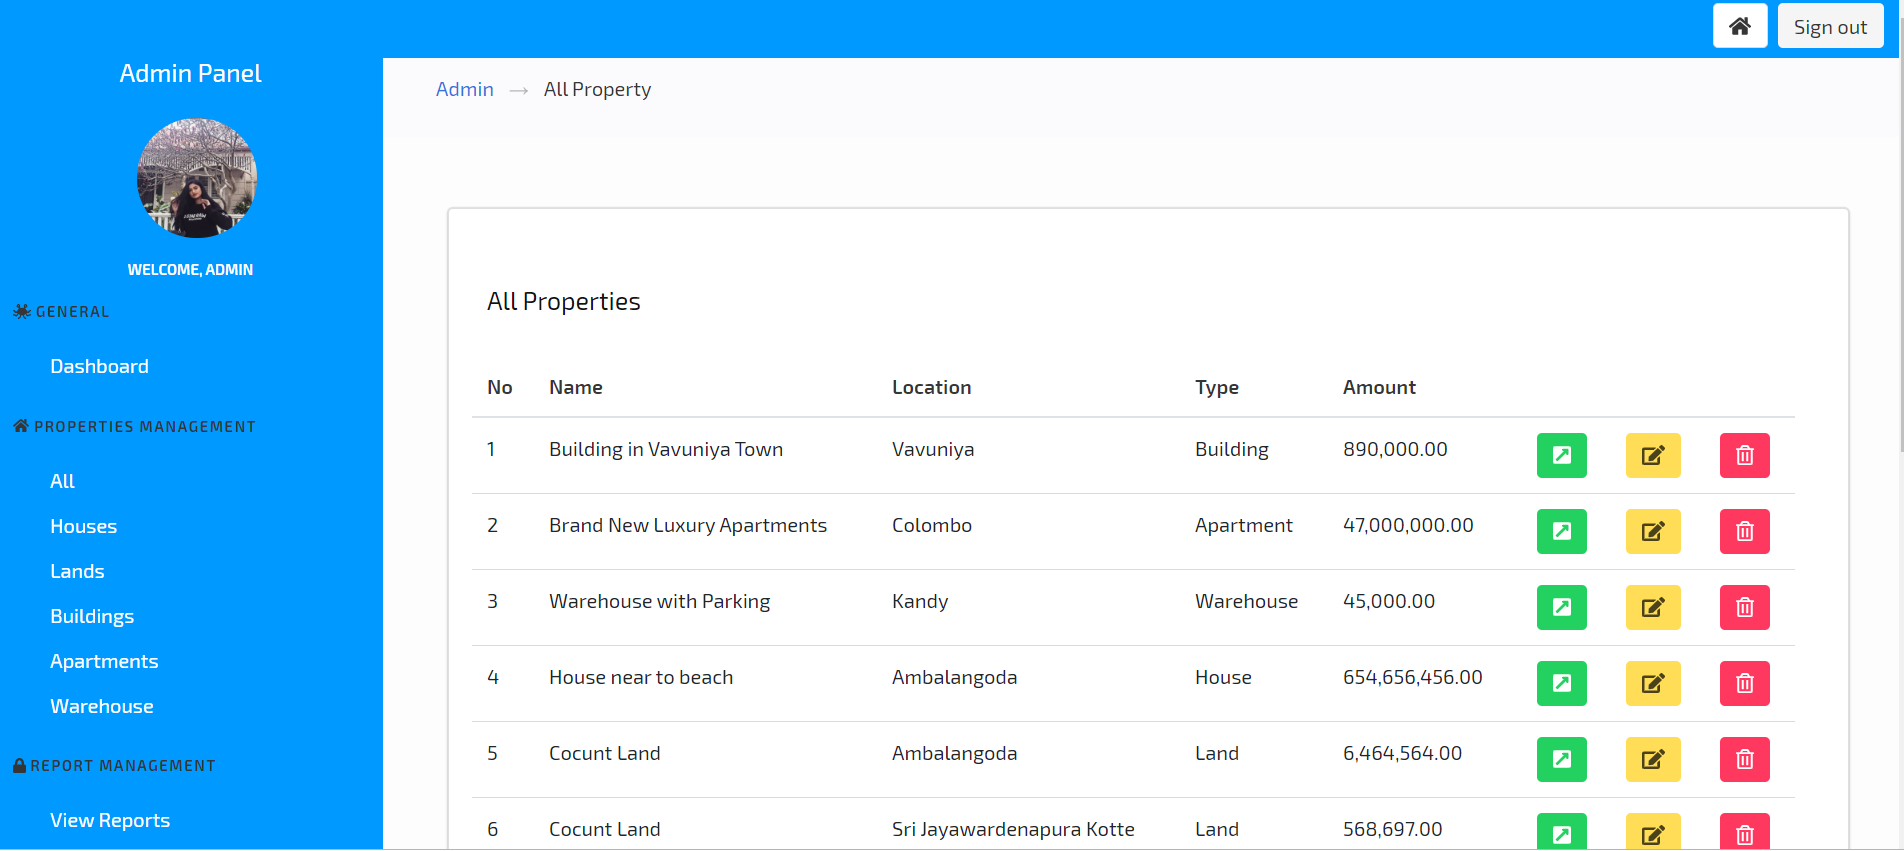 Sign out
Admin Panel
WELCOME, ADMIN
GENERAL
Dashboard
PROPERTIES MANAGEMENT
All
Houses
Lands
Buildings
Apartments
Warehouse
REPORT MANAGEMENT
View Reports
Admin → All Property
All Properties
No Name Location Type Amount
1 Building in Vavuniya Town Vavuniya Building 890,000.00
2 Brand New Luxury Apartments Colombo Apartment 47,000,000.00
3 Warehouse with Parking Kandy Warehouse 45,000.00
4 House near to beach Ambalangoda House 654,656,456.00
5 Cocunt Land Ambalangoda Land 6,464,564.00
6 Cocunt Land Sri Jayawardenapura Kotte Land 568,697.00